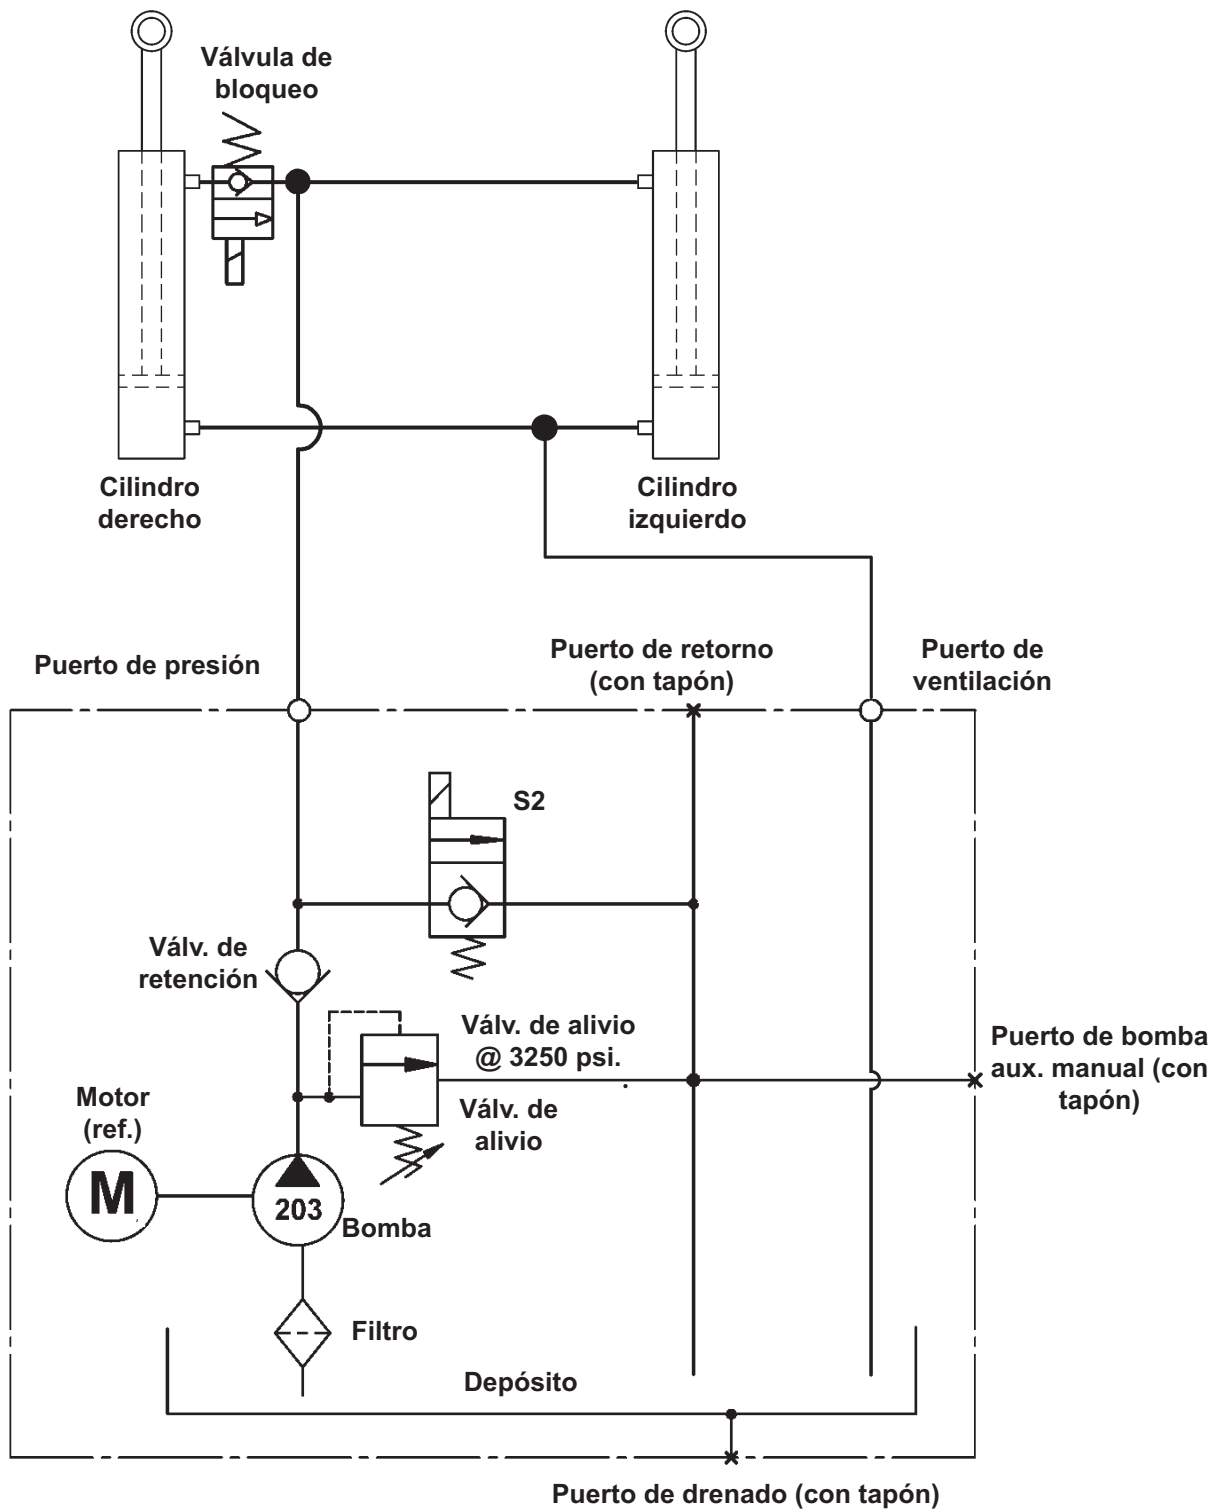 Válvula de
bloqueo
Cilindro
derecho
Cilindro
izquierdo
Puerto de presión
Puerto de retorno
(con tapón)
Puerto de
ventilación
S2
Válv. de
retención
Válv. de alivio
@ 3250 psi.
Puerto de bomba
aux. manual (con
tapón)
Motor
(ref.)
Válv. de
alivio
M
203
Bomba
Filtro
Depósito
Puerto de drenado (con tapón)